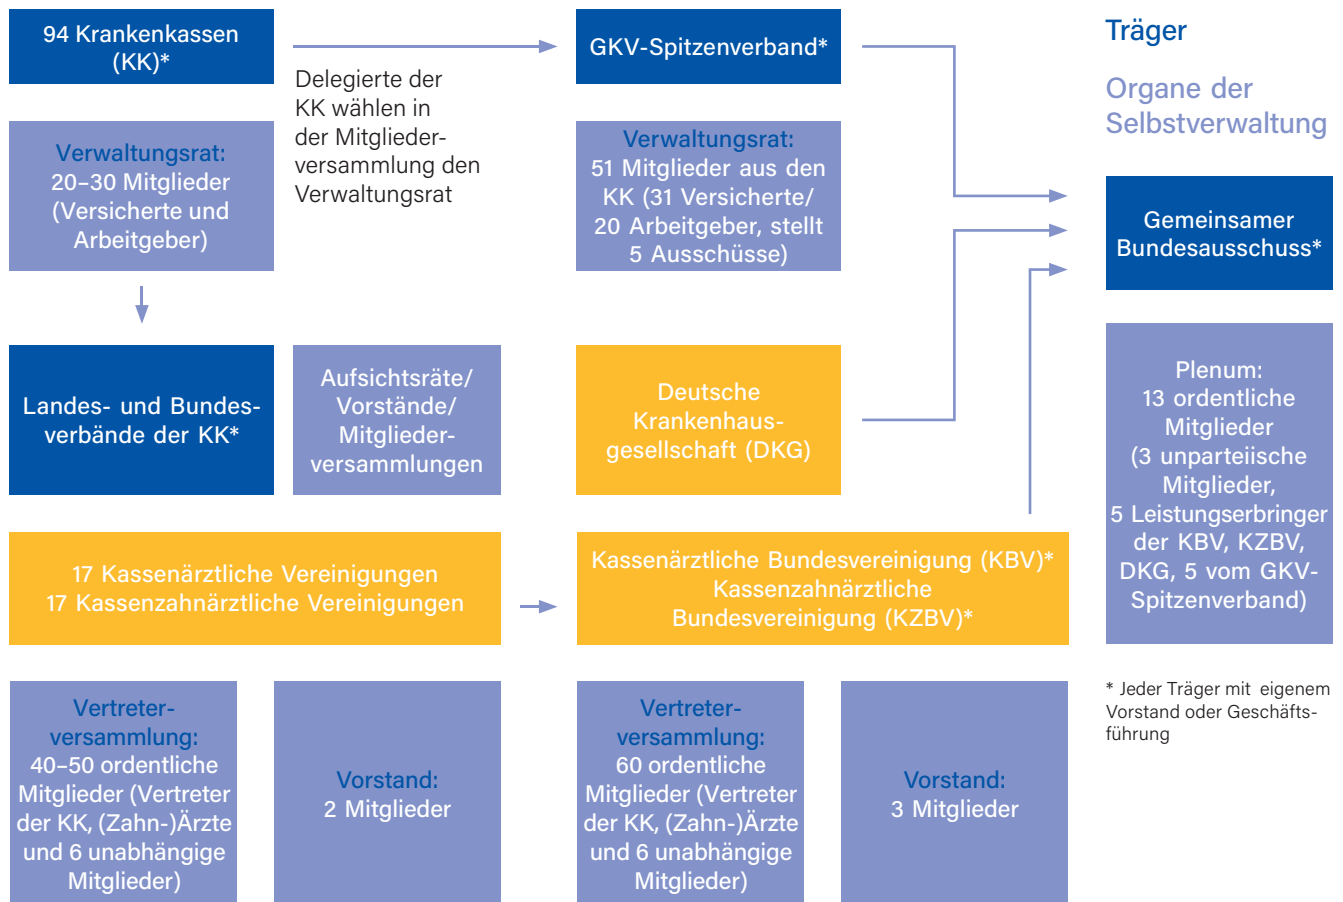 94 Krankenkassen
(KK)*
Delegierte der
KK wählen in
der Mitglieder-
versammlung den
Verwaltungsrat
GKV-Spitzenverband*
Träger
Organe der
Selbstverwaltung
Verwaltungsrat:
20–30 Mitglieder
(Versicherte und
Arbeitgeber)
Verwaltungsrat:
51 Mitglieder aus den
KK (31 Versicherte/
20 Arbeitgeber, stellt
5 Ausschüsse)
Gemeinsamer
Bundesausschuss*
Landes- und Bundes-
verbände der KK*
Aufsichtsräte/
Vorstände/
Mitglieder-
versammlungen
Deutsche
Krankenhaus-
gesellschaft (DKG)
Plenum:
13 ordentliche
Mitglieder
(3 unparteiische
Mitglieder,
5 Leistungserbringer
der KBV, KZBV,
DKG, 5 vom GKV-
Spitzenverband)
17 Kassenärztliche Vereinigungen
17 Kassenzahnärztliche Vereinigungen
Kassenärztliche Bundesvereinigung (KBV)*
Kassenzahnärztliche
Bundesvereinigung (KZBV)*
Vertreter-
versammlung:
40–50 ordentliche
Mitglieder (Vertreter
der KK, (Zahn-)Ärzte
und 6 unabhängige
Mitglieder)
Vorstand:
2 Mitglieder
Vertreter-
versammlung:
60 ordentliche
Mitglieder (Vertreter
der KK, (Zahn-)Ärzte
und 6 unabhängige
Mitglieder)
Vorstand:
3 Mitglieder
* Jeder Träger mit eigenem
Vorstand oder Geschäfts-
führung